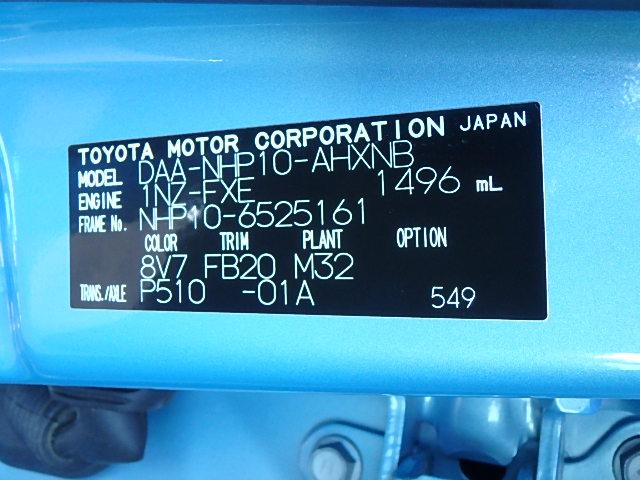 TOYOTA MOTOR CORPORATION JAPAN
MODEL DAA-NHP10-AHXNB
ENGINE 1NZ-FXE 1496 mL
FRAME No. NHP10-6525161
COLOR TRIM PLANT OPTION
8V7 FB20 M32
TRANS./AXLE P510 -01A 549